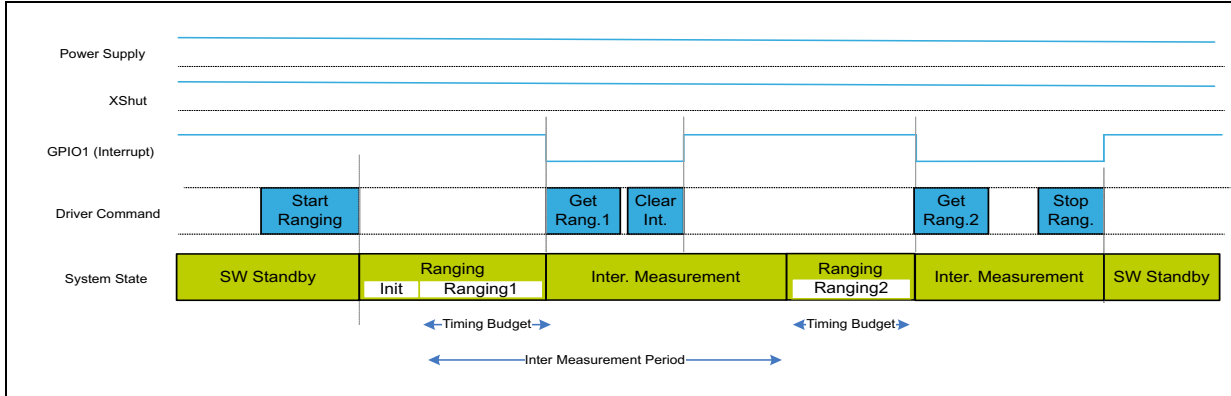 Power Supply
XShut
GPIO1 (Interrupt)
Driver Command
Start
Ranging
Get
Rang.1
Clear
Int.
Get
Rang.2
Stop
Rang.
System State
SW Standby
Ranging
Init
Ranging1
Inter. Measurement
Ranging
Ranging2
Inter. Measurement
SW Standby
Timing Budget
Timing Budget
Inter Measurement Period